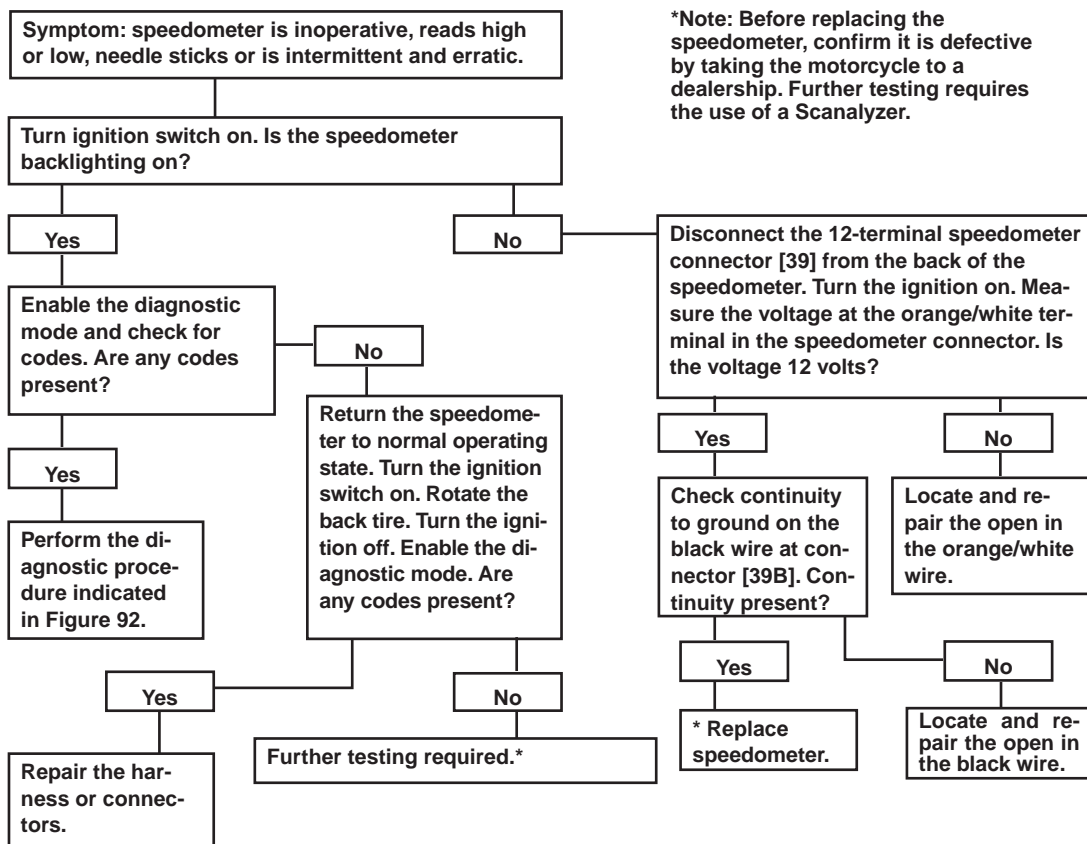 Symptom: speedometer is inoperative, reads high
or low, needle sticks or is intermittent and erratic.
*Note: Before replacing the
speedometer, confirm it is defective
by taking the motorcycle to a
dealership. Further testing requires
the use of a Scanalyzer.
Turn ignition switch on. Is the speedometer
backlighting on?
Yes
No
Disconnect the 12-terminal speedometer
connector [39] from the back of the
speedometer. Turn the ignition on. Mea-
sure the voltage at the orange/white ter-
minal in the speedometer connector. Is
the voltage 12 volts?
Enable the diagnostic
mode and check for
codes. Are any codes
present?
No
Return the speedome-
ter to normal operating
state. Turn the ignition
switch on. Rotate the
back tire. Turn the igni-
tion off. Enable the di-
agnostic mode. Are
any codes present?
Yes
No
Yes
Perform the di-
agnostic proce-
dure indicated
in Figure 92.
Check continuity
to ground on the
black wire at con-
nector [39B]. Con-
tinuity present?
Locate and re-
pair the open in
the orange/white
wire.
Yes
No
Yes
No
Repair the har-
ness or connec-
tors.
Further testing required.*
* Replace
speedometer.
Locate and re-
pair the open in
the black wire.